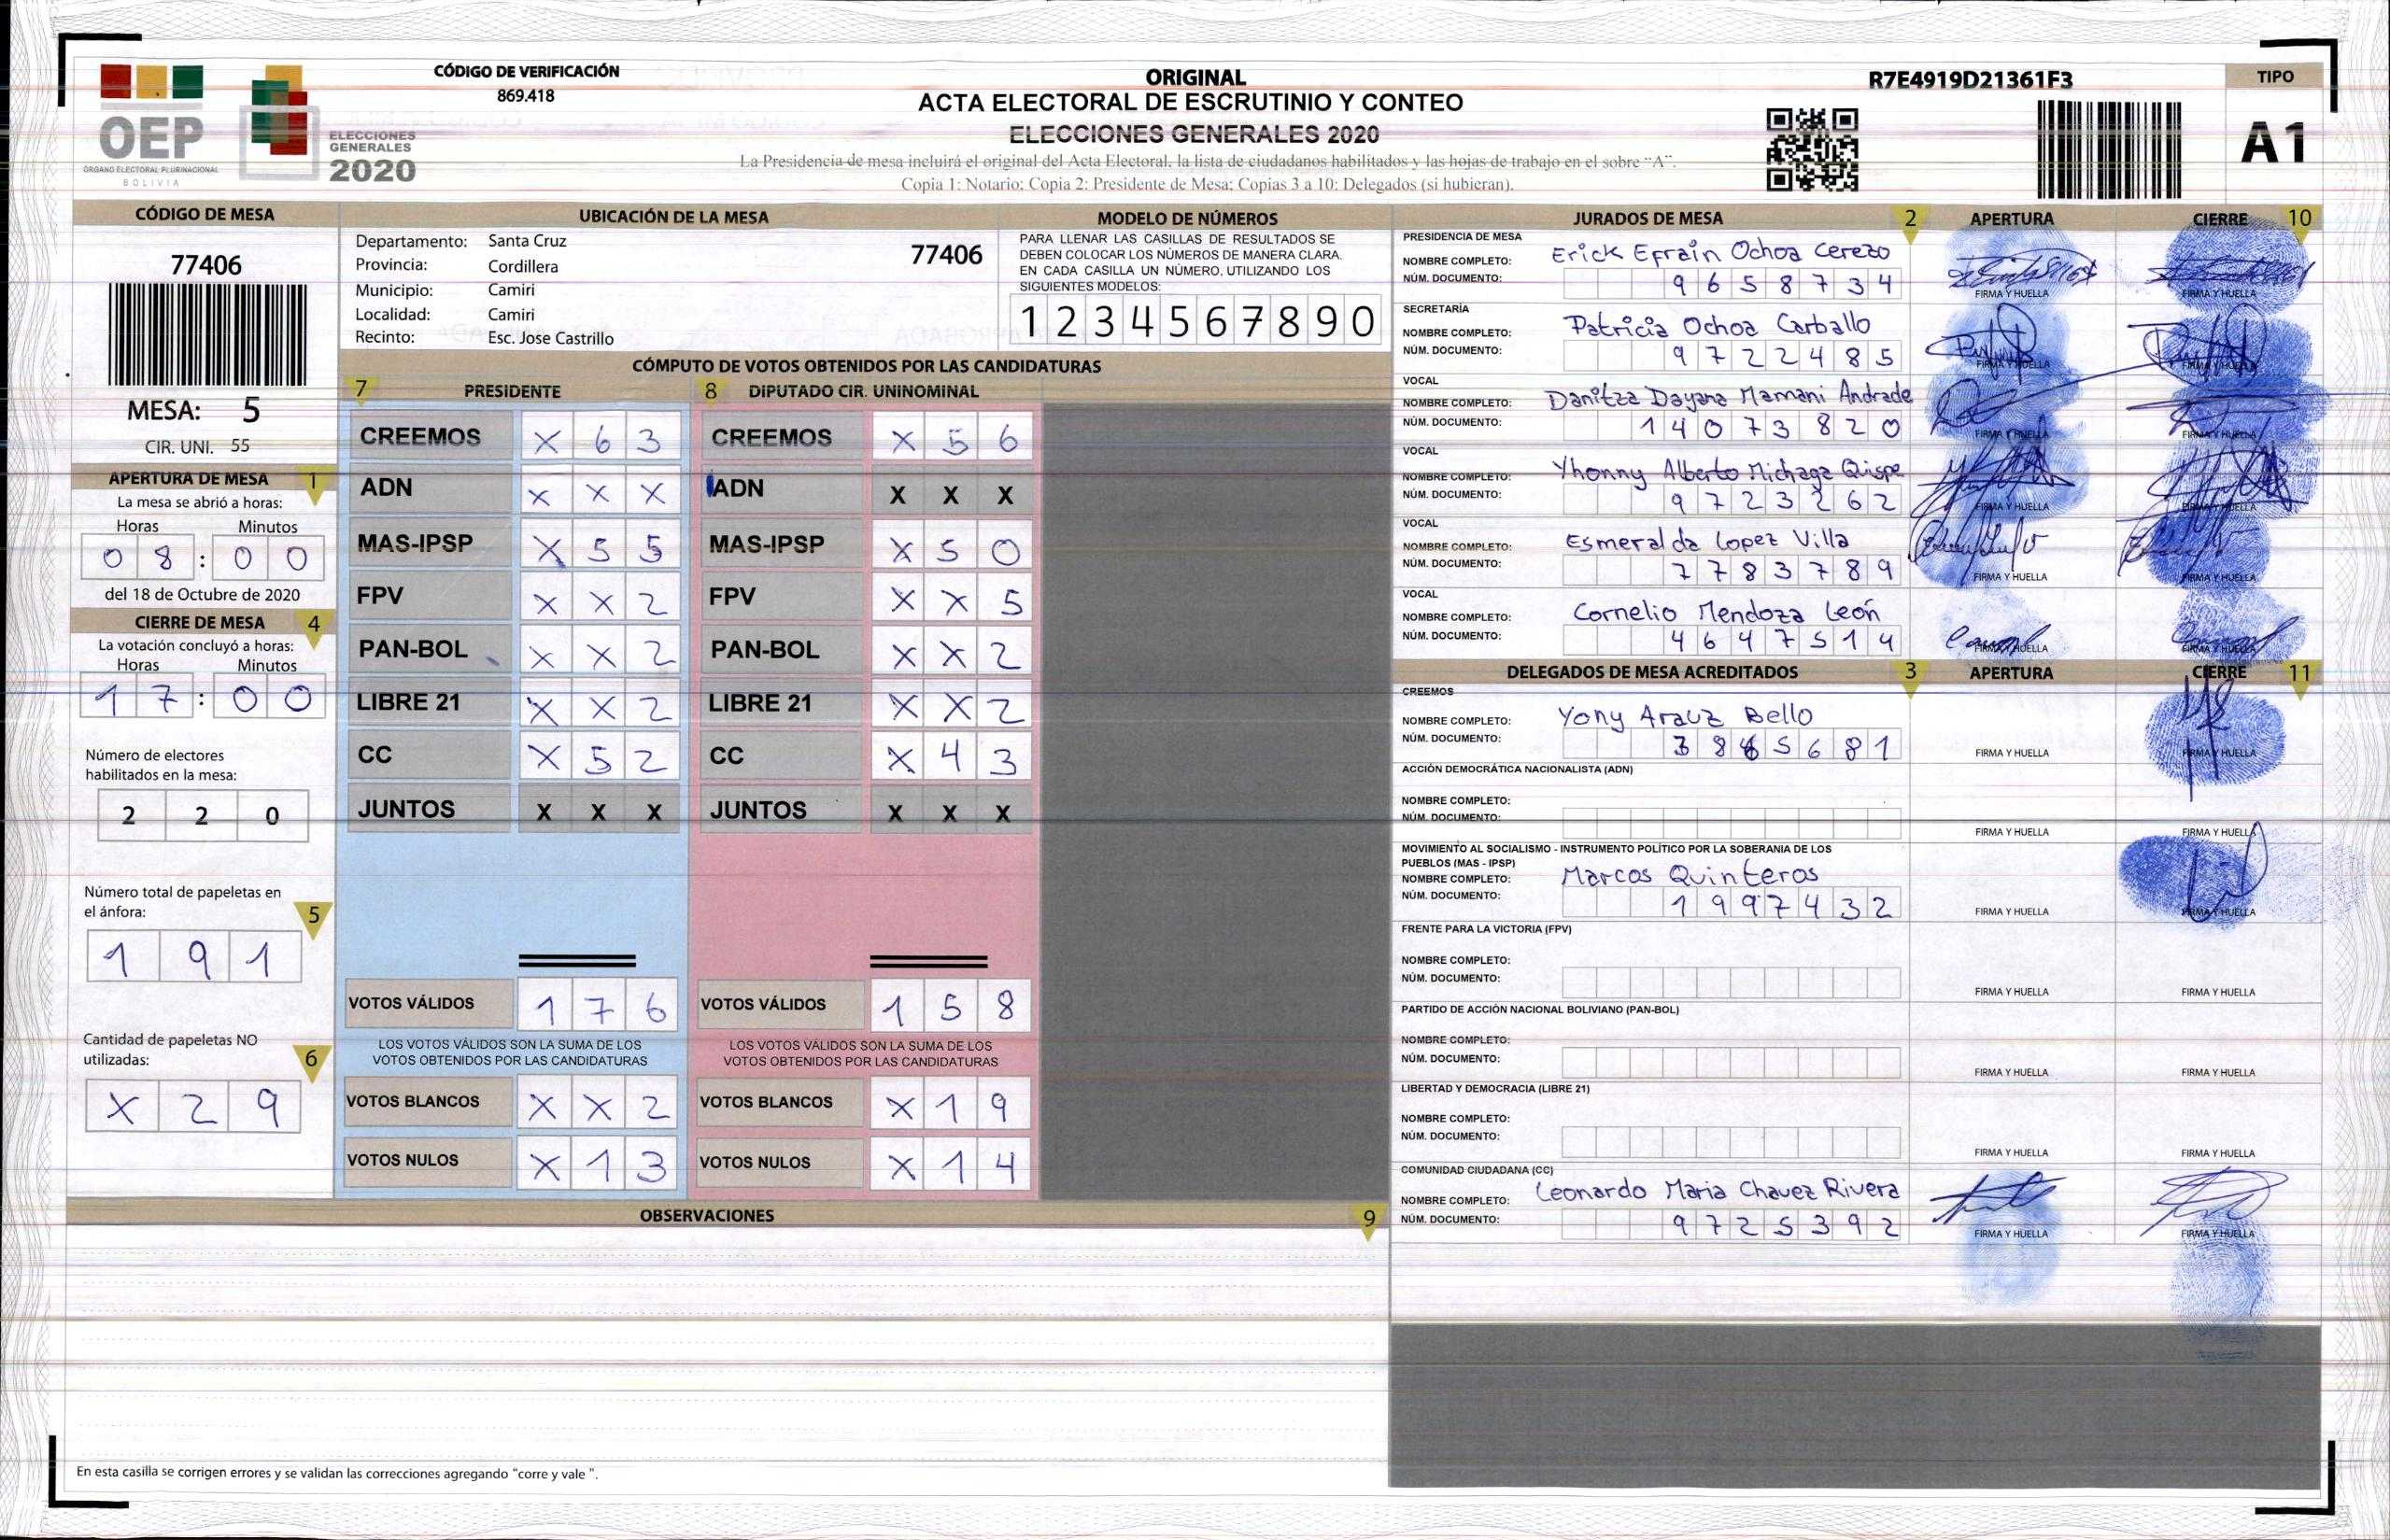 CÓDIGO DE VERIFICACIÓN
869.418
OEP
ÓRGANO ELECTORAL PLURINACIONAL
BOLIVIA
ELECCIONES
GENERALES
2020
ORIGINAL
ACTA ELECTORAL DE ESCRUTINIO Y CONTEO
ELECCIONES GENERALES 2020
La Presidencia de mesa incluirá el original del Acta Electoral, la lista de ciudadanos habilitados y las hojas de trabajo en el sobre "A".
Copia 1: Notario; Copia 2: Presidente de Mesa; Copias 3 a 10: Delegados (si hubieran).
R7E4919D21361F3
TIPO
A1
CÓDIGO DE MESA
77406
MESA: 5
CIR. UNI. 55
APERTURA DE MESA 1
La mesa se abrió a horas:
Horas Minutos
0 8 : 0 0
del 18 de Octubre de 2020
CIERRE DE MESA 4
La votación concluyó a horas:
Horas Minutos
1 7 : 0 0
Número de electores
habilitados en la mesa:
2 2 0
Número total de papeletas en
el ánfora: 5
1 9 1
Cantidad de papeletas NO
utilizadas: 6
X 2 9
UBICACIÓN DE LA MESA
Departamento: Santa Cruz 77406
Provincia: Cordillera
Municipio: Camiri
Localidad: Camiri
Recinto: Esc. Jose Castrillo
MODELO DE NÚMEROS
PARA LLENAR LAS CASILLAS DE RESULTADOS SE
DEBEN COLOCAR LOS NÚMEROS DE MANERA CLARA.
EN CADA CASILLA UN NÚMERO, UTILIZANDO LOS
SIGUIENTES MODELOS:
1 2 3 4 5 6 7 8 9 0
CÓMPUTO DE VOTOS OBTENIDOS POR LAS CANDIDATURAS
7 PRESIDENTE
CREEMOS X 6 3
ADN X X X
MAS-IPSP X 5 5
FPV X X 2
PAN-BOL X X 2
LIBRE 21 X X 2
CC X 5 2
JUNTOS X X X
VOTOS VÁLIDOS 1 7 6
LOS VOTOS VÁLIDOS SON LA SUMA DE LOS
VOTOS OBTENIDOS POR LAS CANDIDATURAS
VOTOS BLANCOS X X 2
VOTOS NULOS X 1 3
8 DIPUTADO CIR. UNINOMINAL
CREEMOS X 5 6
ADN X X X
MAS-IPSP X 5 0
FPV X X 5
PAN-BOL X X 2
LIBRE 21 X X 2
CC X 4 3
JUNTOS X X X
VOTOS VÁLIDOS 1 5 8
LOS VOTOS VÁLIDOS SON LA SUMA DE LOS
VOTOS OBTENIDOS POR LAS CANDIDATURAS
VOTOS BLANCOS X 1 9
VOTOS NULOS X 1 4
OBSERVACIONES 9
En esta casilla se corrigen errores y se validan las correcciones agregando "corre y vale ".
JURADOS DE MESA 2 APERTURA CIERRE 10
PRESIDENCIA DE MESA
NOMBRE COMPLETO: Erick Efraín Ochoa Cerezo
NÚM. DOCUMENTO: 9 6 5 8 7 3 4
FIRMA Y HUELLA FIRMA Y HUELLA
SECRETARÍA
NOMBRE COMPLETO: Patricia Ochoa Carballo
NÚM. DOCUMENTO: 9 7 2 2 4 8 5
FIRMA Y HUELLA FIRMA Y HUELLA
VOCAL
NOMBRE COMPLETO: Danitza Dayana Mamani Andrade
NÚM. DOCUMENTO: 1 4 0 7 3 8 2 0
FIRMA Y HUELLA FIRMA Y HUELLA
VOCAL
NOMBRE COMPLETO: Yhonny Alberto Michaga Quispe
NÚM. DOCUMENTO: 9 7 2 3 2 6 2
FIRMA Y HUELLA FIRMA Y HUELLA
VOCAL
NOMBRE COMPLETO: Esmeralda Lopez Villa
NÚM. DOCUMENTO: 7 7 8 3 7 8 9
FIRMA Y HUELLA FIRMA Y HUELLA
VOCAL
NOMBRE COMPLETO: Cornelio Mendoza León
NÚM. DOCUMENTO: 4 6 4 7 5 1 4
FIRMA Y HUELLA FIRMA Y HUELLA
DELEGADOS DE MESA ACREDITADOS 3 APERTURA CIERRE 11
CREEMOS
NOMBRE COMPLETO: Yony Arauz Bello
NÚM. DOCUMENTO:
FIRMA Y HUELLA FIRMA Y HUELLA
ACCIÓN DEMOCRÁTICA NACIONALISTA (ADN)
NOMBRE COMPLETO:
NÚM. DOCUMENTO:
FIRMA Y HUELLA FIRMA Y HUELLA
MOVIMIENTO AL SOCIALISMO - INSTRUMENTO POLÍTICO POR LA SOBERANIA DE LOS
PUEBLOS (MAS - IPSP)
NOMBRE COMPLETO: Marcos Quinteros
NÚM. DOCUMENTO: 1 9 9 7 4 3 2
FIRMA Y HUELLA FIRMA Y HUELLA
FRENTE PARA LA VICTORIA (FPV)
NOMBRE COMPLETO:
NÚM. DOCUMENTO:
FIRMA Y HUELLA FIRMA Y HUELLA
PARTIDO DE ACCIÓN NACIONAL BOLIVIANO (PAN-BOL)
NOMBRE COMPLETO:
NÚM. DOCUMENTO:
FIRMA Y HUELLA FIRMA Y HUELLA
LIBERTAD Y DEMOCRACIA (LIBRE 21)
NOMBRE COMPLETO:
NÚM. DOCUMENTO:
FIRMA Y HUELLA FIRMA Y HUELLA
COMUNIDAD CIUDADANA (CC)
NOMBRE COMPLETO: Leonardo Maria Chavez Rivera
NÚM. DOCUMENTO: 9 7 2 5 3 9 2
FIRMA Y HUELLA FIRMA Y HUELLA